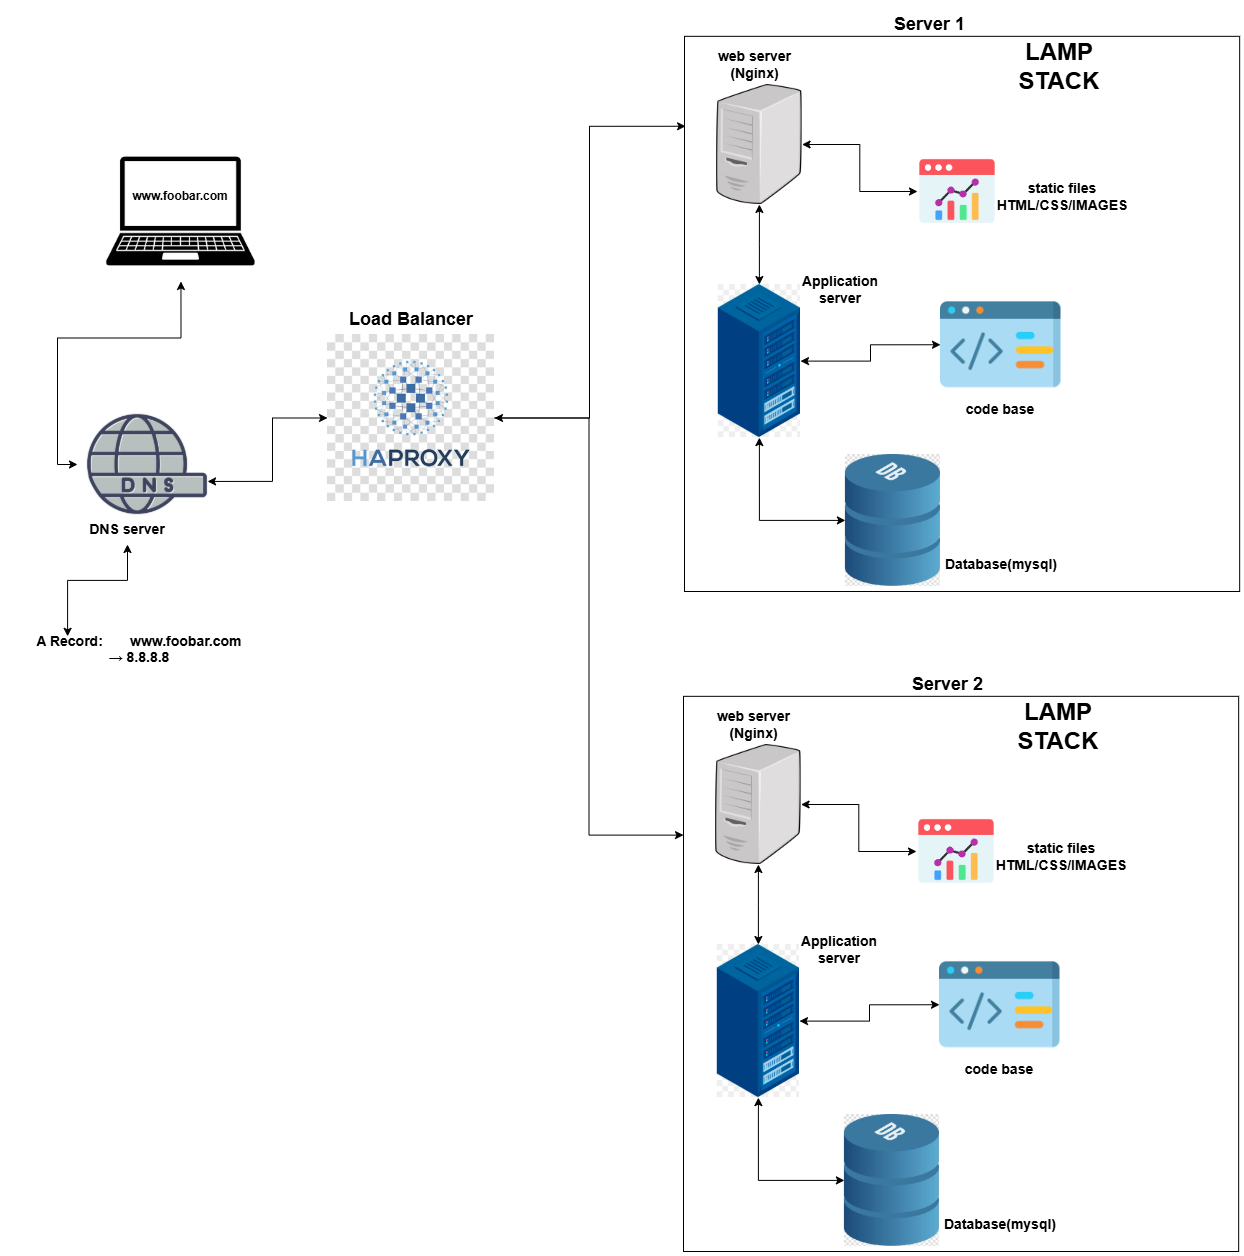 Server 1
LAMP
STACK
web server
(Nginx)
www.foobar.com
static files
HTML/CSS/IMAGES
Application
server
Load Balancer
HAPROXY
code base
DNS
DNS server
DB
Database(mysql)
A Record: www.foobar.com
→ 8.8.8.8
Server 2
LAMP
STACK
web server
(Nginx)
static files
HTML/CSS/IMAGES
Application
server
code base
DB
Database(mysql)